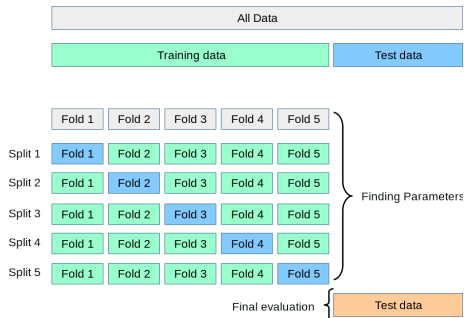 All Data
Training data Test data
Fold 1 Fold 2 Fold 3 Fold 4 Fold 5
Split 1 Fold 1 Fold 2 Fold 3 Fold 4 Fold 5
Split 2 Fold 1 Fold 2 Fold 3 Fold 4 Fold 5
Finding Parameters
Split 3 Fold 1 Fold 2 Fold 3 Fold 4 Fold 5
Split 4 Fold 1 Fold 2 Fold 3 Fold 4 Fold 5
Split 5 Fold 1 Fold 2 Fold 3 Fold 4 Fold 5
Final evaluation Test data